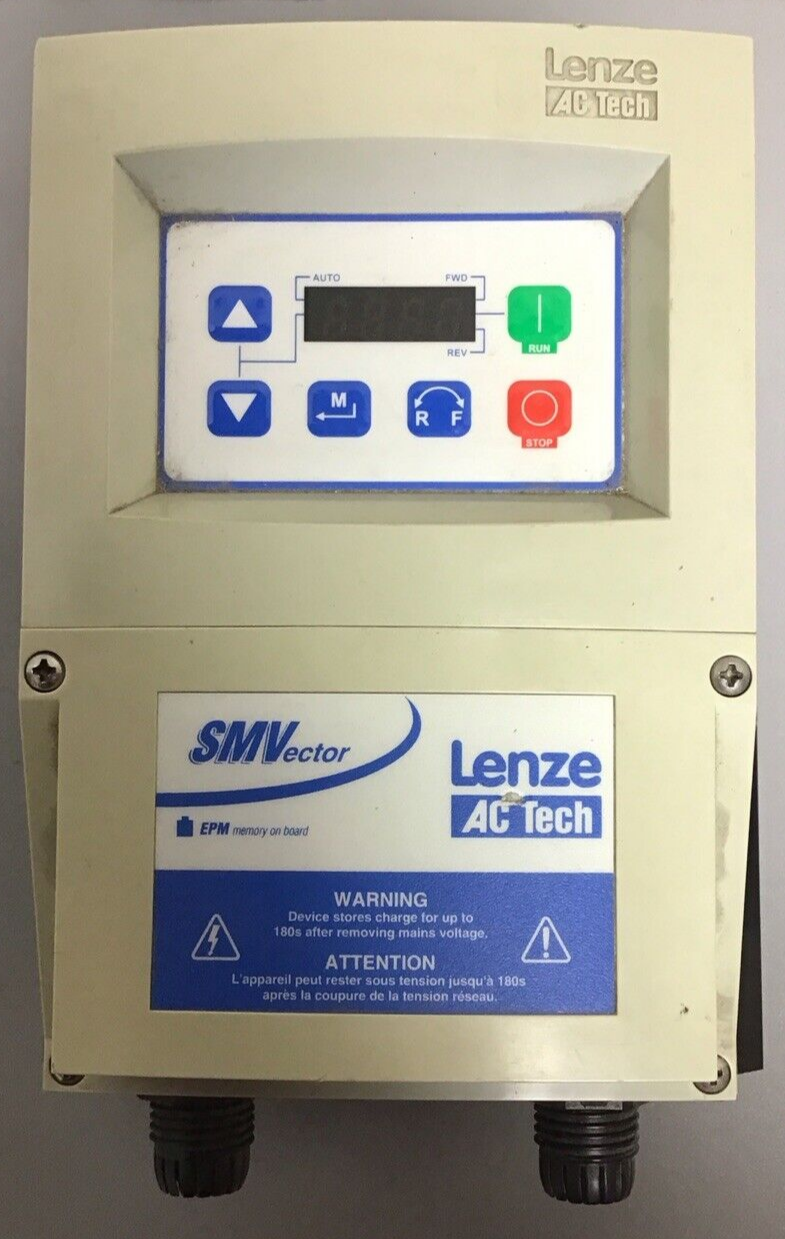 Lenze
AC Tech
AUTO
FWD
REV
RUN
M
R F
STOP
SMVector
Lenze
EPM memory on board
AC Tech
WARNING
Device stores charge for up to
180s after removing mains voltage.
ATTENTION
L'appareil peut rester sous tension jusqu'à 180s
après la coupure de la tension réseau.